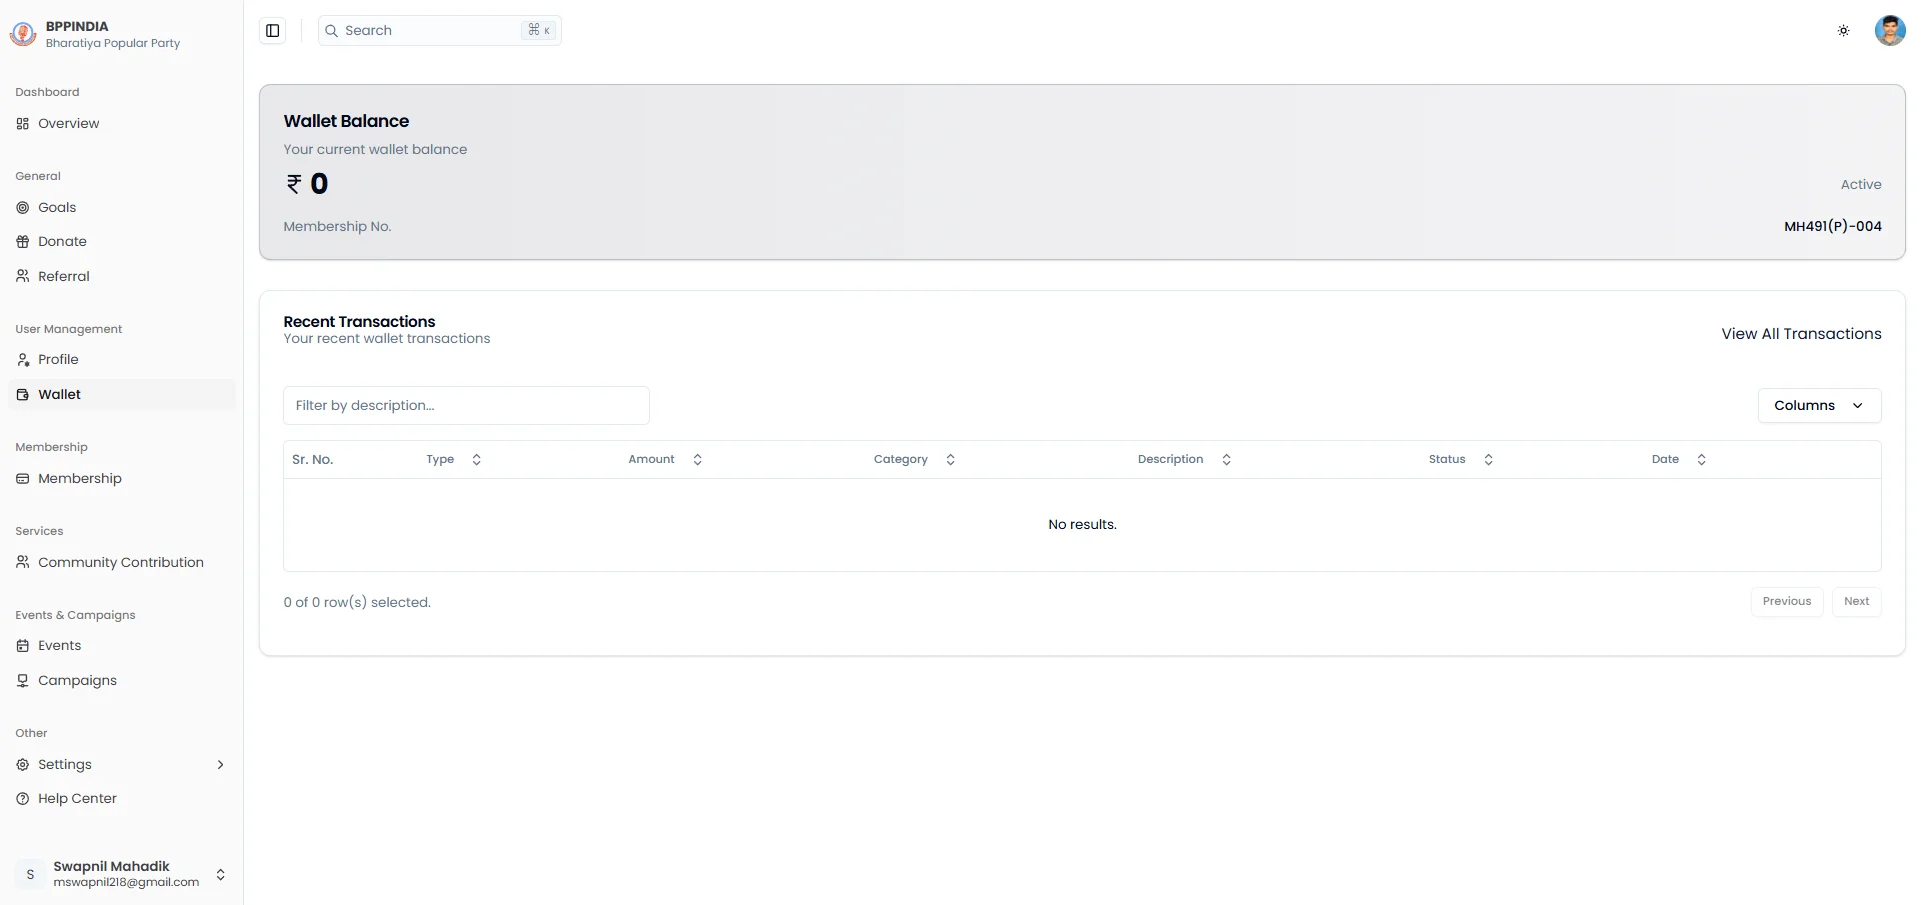 BPPINDIA
Bharatiya Popular Party
Dashboard
Overview
General
Goals
Donate
Referral
User Management
Profile
Wallet
Membership
Membership
Services
Community Contribution
Events & Campaigns
Events
Campaigns
Other
Settings
Help Center
S
Swapnil Mahadik
mswapnil218@gmail.com
Search
⌘ K
Wallet Balance
Your current wallet balance
₹ 0
Active
Membership No.
MH491(P)-004
Recent Transactions
Your recent wallet transactions
View All Transactions
Filter by description...
Columns
Sr. No. Type Amount Category Description Status Date
No results.
0 of 0 row(s) selected.
Previous Next